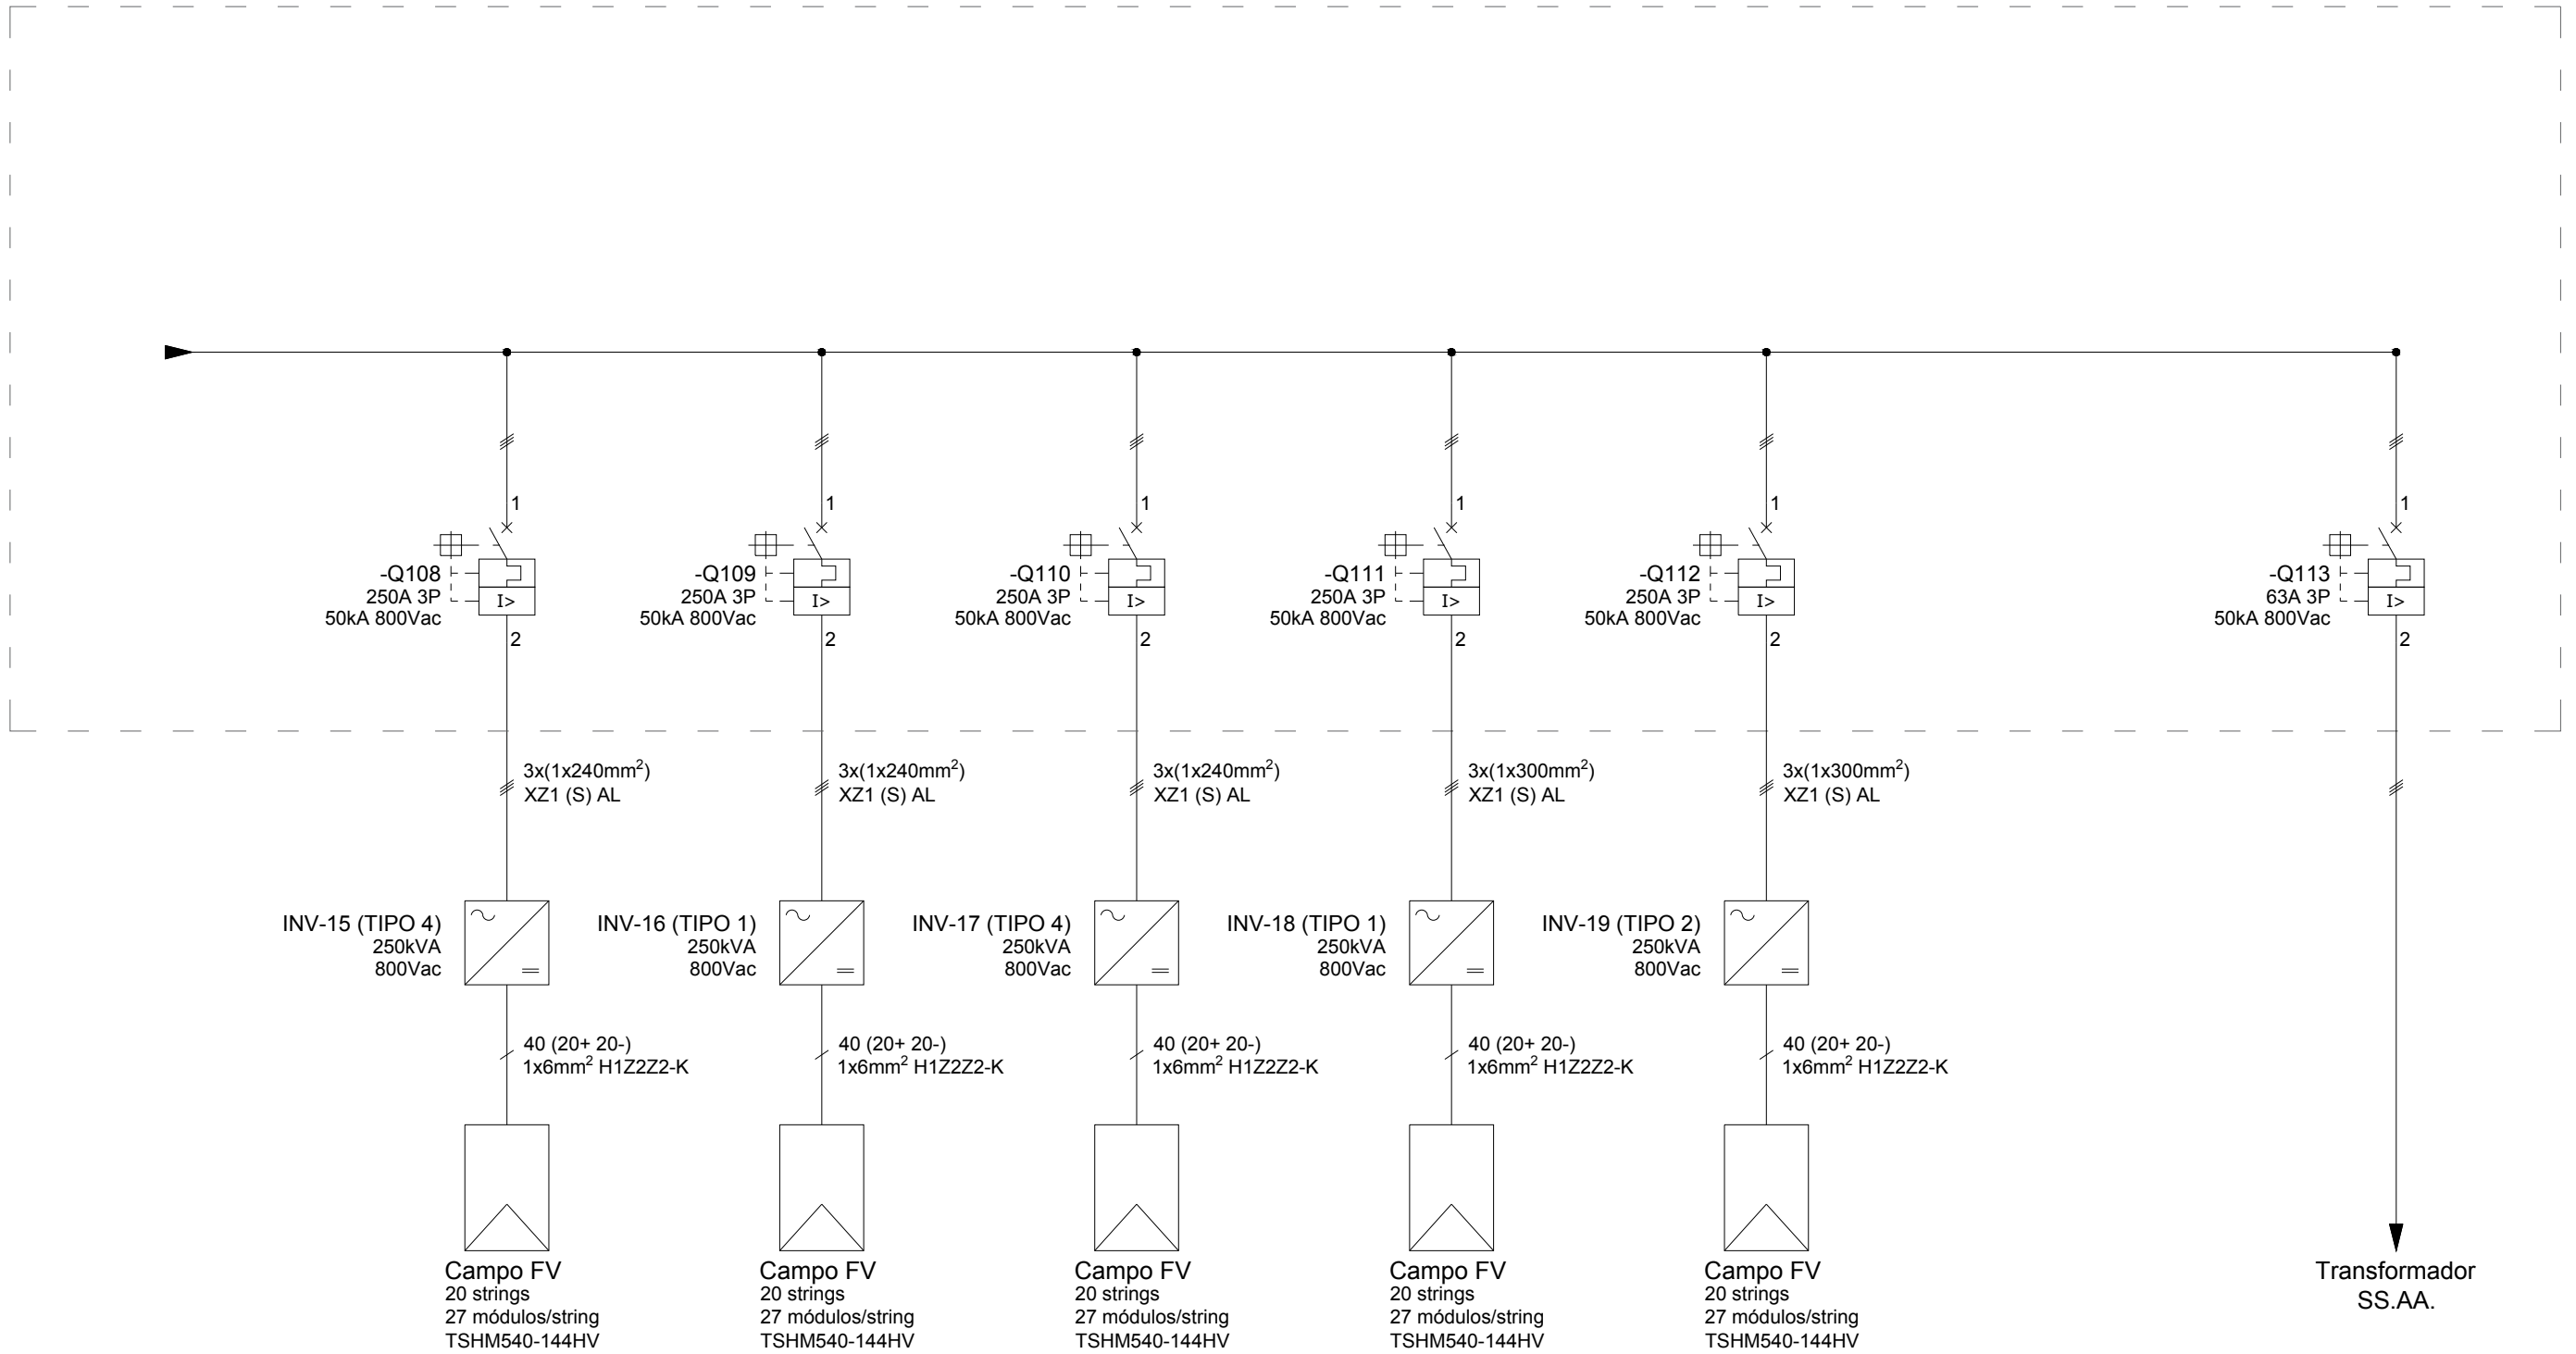 1
-Q108
250A 3P
50kA 800Vac
I>
2
1
-Q109
250A 3P
50kA 800Vac
I>
2
1
-Q110
250A 3P
50kA 800Vac
I>
2
1
-Q111
250A 3P
50kA 800Vac
I>
2
1
-Q112
250A 3P
50kA 800Vac
I>
2
1
-Q113
63A 3P
50kA 800Vac
I>
2
3x(1x240mm²)
XZ1 (S) AL
3x(1x240mm²)
XZ1 (S) AL
3x(1x240mm²)
XZ1 (S) AL
3x(1x300mm²)
XZ1 (S) AL
3x(1x300mm²)
XZ1 (S) AL
INV-15 (TIPO 4)
250kVA
800Vac
INV-16 (TIPO 1)
250kVA
800Vac
INV-17 (TIPO 4)
250kVA
800Vac
INV-18 (TIPO 1)
250kVA
800Vac
INV-19 (TIPO 2)
250kVA
800Vac
40 (20+ 20-)
1x6mm² H1Z2Z2-K
40 (20+ 20-)
1x6mm² H1Z2Z2-K
40 (20+ 20-)
1x6mm² H1Z2Z2-K
40 (20+ 20-)
1x6mm² H1Z2Z2-K
40 (20+ 20-)
1x6mm² H1Z2Z2-K
Campo FV
20 strings
27 módulos/string
TSHM540-144HV
Campo FV
20 strings
27 módulos/string
TSHM540-144HV
Campo FV
20 strings
27 módulos/string
TSHM540-144HV
Campo FV
20 strings
27 módulos/string
TSHM540-144HV
Campo FV
20 strings
27 módulos/string
TSHM540-144HV
Transformador
SS.AA.